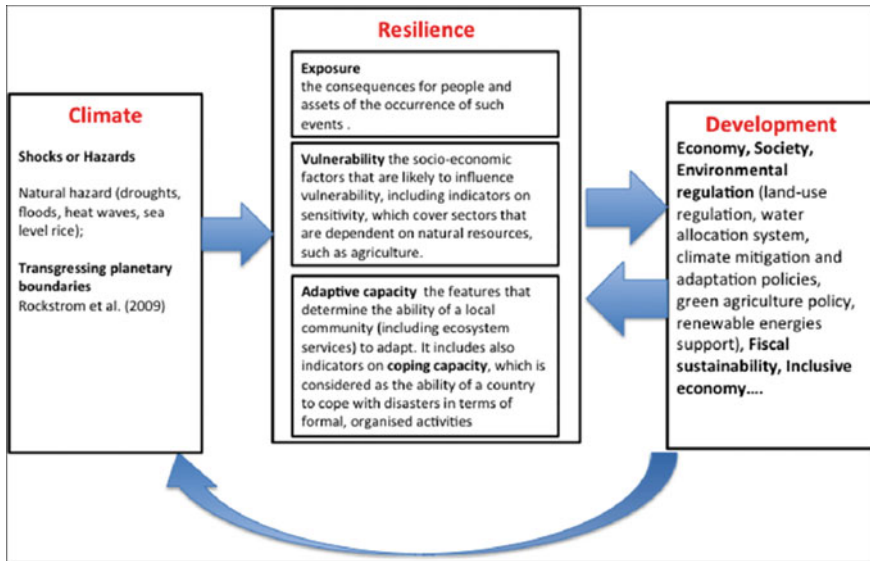 Climate
Shocks or Hazards
Natural hazard (droughts,
floods, heat waves, sea
level rice);
Transgressing planetary
boundaries
Rockstrom et al. (2009)
Resilience
Exposure
the consequences for people and
assets of the occurrence of such
events .
Vulnerability the socio-economic
factors that are likely to influence
vulnerability, including indicators on
sensitivity, which cover sectors that
are dependent on natural resources,
such as agriculture.
Adaptive capacity the features that
determine the ability of a local
community (including ecosystem
services) to adapt. It includes also
indicators on coping capacity, which is
considered as the ability of a country
to cope with disasters in terms of
formal, organised activities
Development
Economy, Society,
Environmental
regulation (land-use
regulation, water
allocation system,
climate mitigation and
adaptation policies,
green agriculture policy,
renewable energies
support), Fiscal
sustainability, Inclusive
economy....